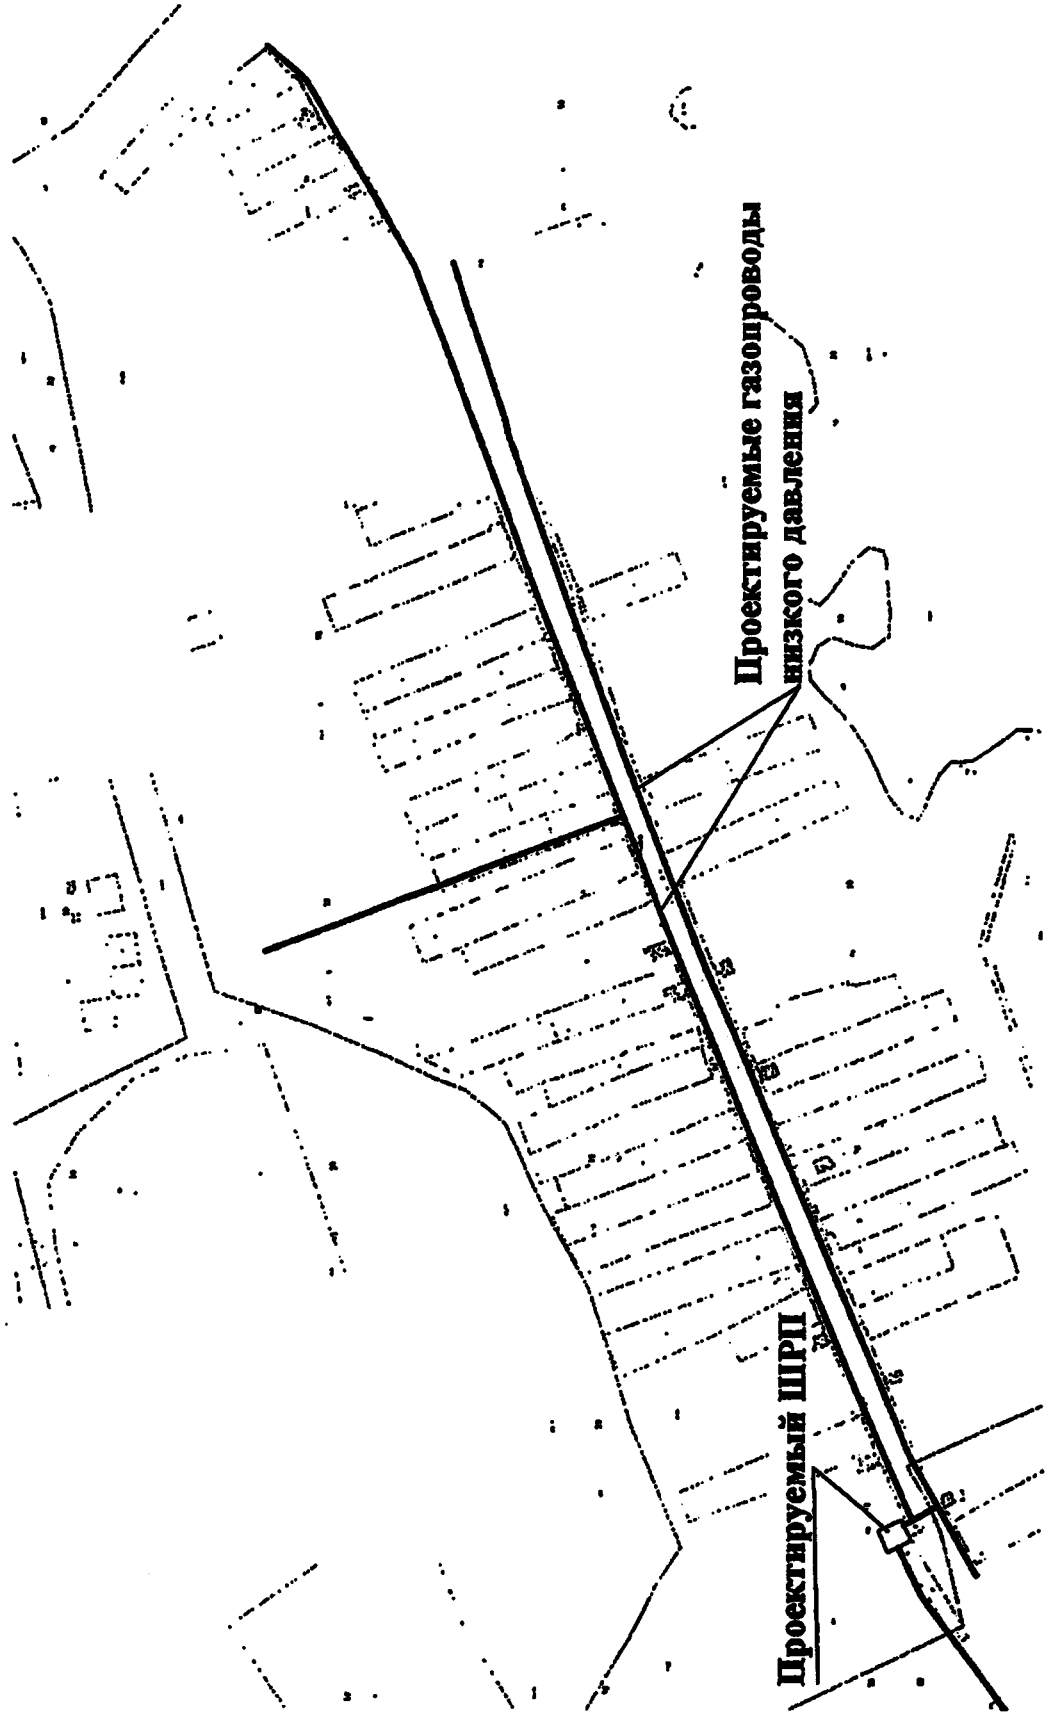 Проектируемые газопроводы
низкого давления
Проектируемый ШРП